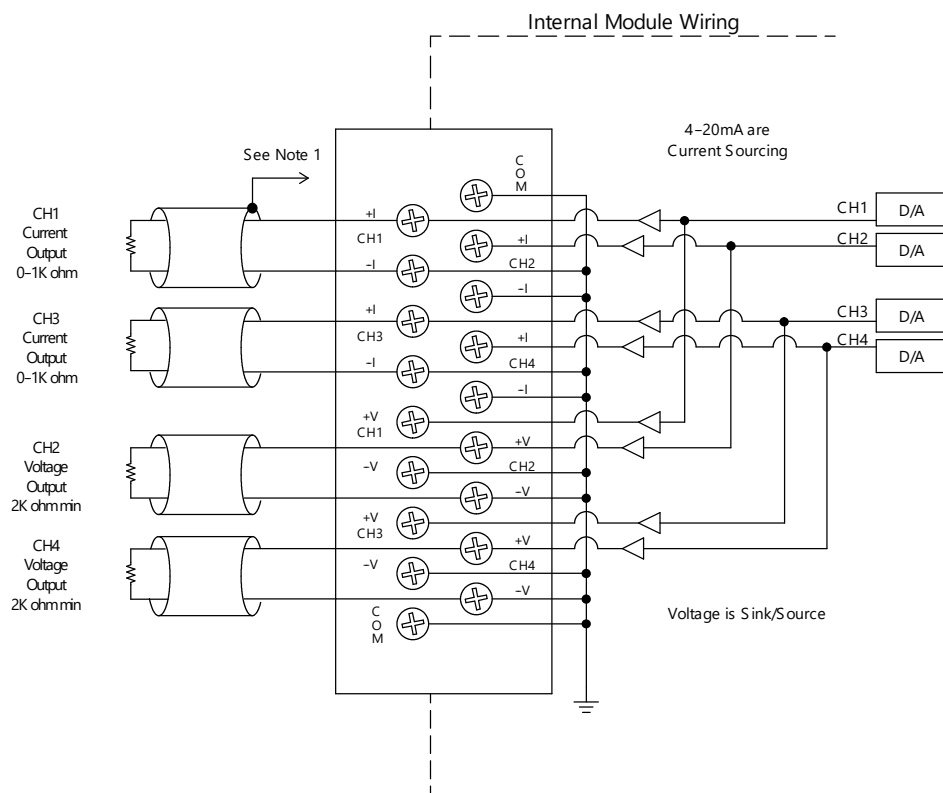 Internal Module Wiring
4–20mA are
Current Sourcing
See Note 1
COM
CH1
Current
Output
0–1K ohm
+I
CH1
–I
+I
CH2
–I
CH1
D/A
CH2
D/A
CH3
Current
Output
0–1K ohm
+I
CH3
–I
+I
CH4
–I
CH3
D/A
CH4
D/A
CH2
Voltage
Output
2K ohm min
+V
CH1
–V
+V
CH2
–V
CH4
Voltage
Output
2K ohm min
+V
CH3
–V
+V
CH4
–V
COM
Voltage is Sink/Source